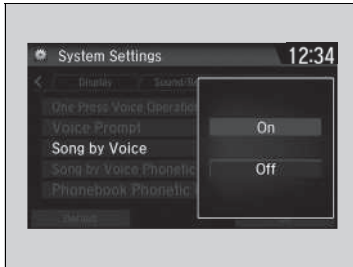 System Settings
12:34
Display
Sound/Be
One Press Voice Operation
Voice Prompt
Song by Voice
Song by Voice Phonetic
Phonebook Phonetic
On
Off
Default